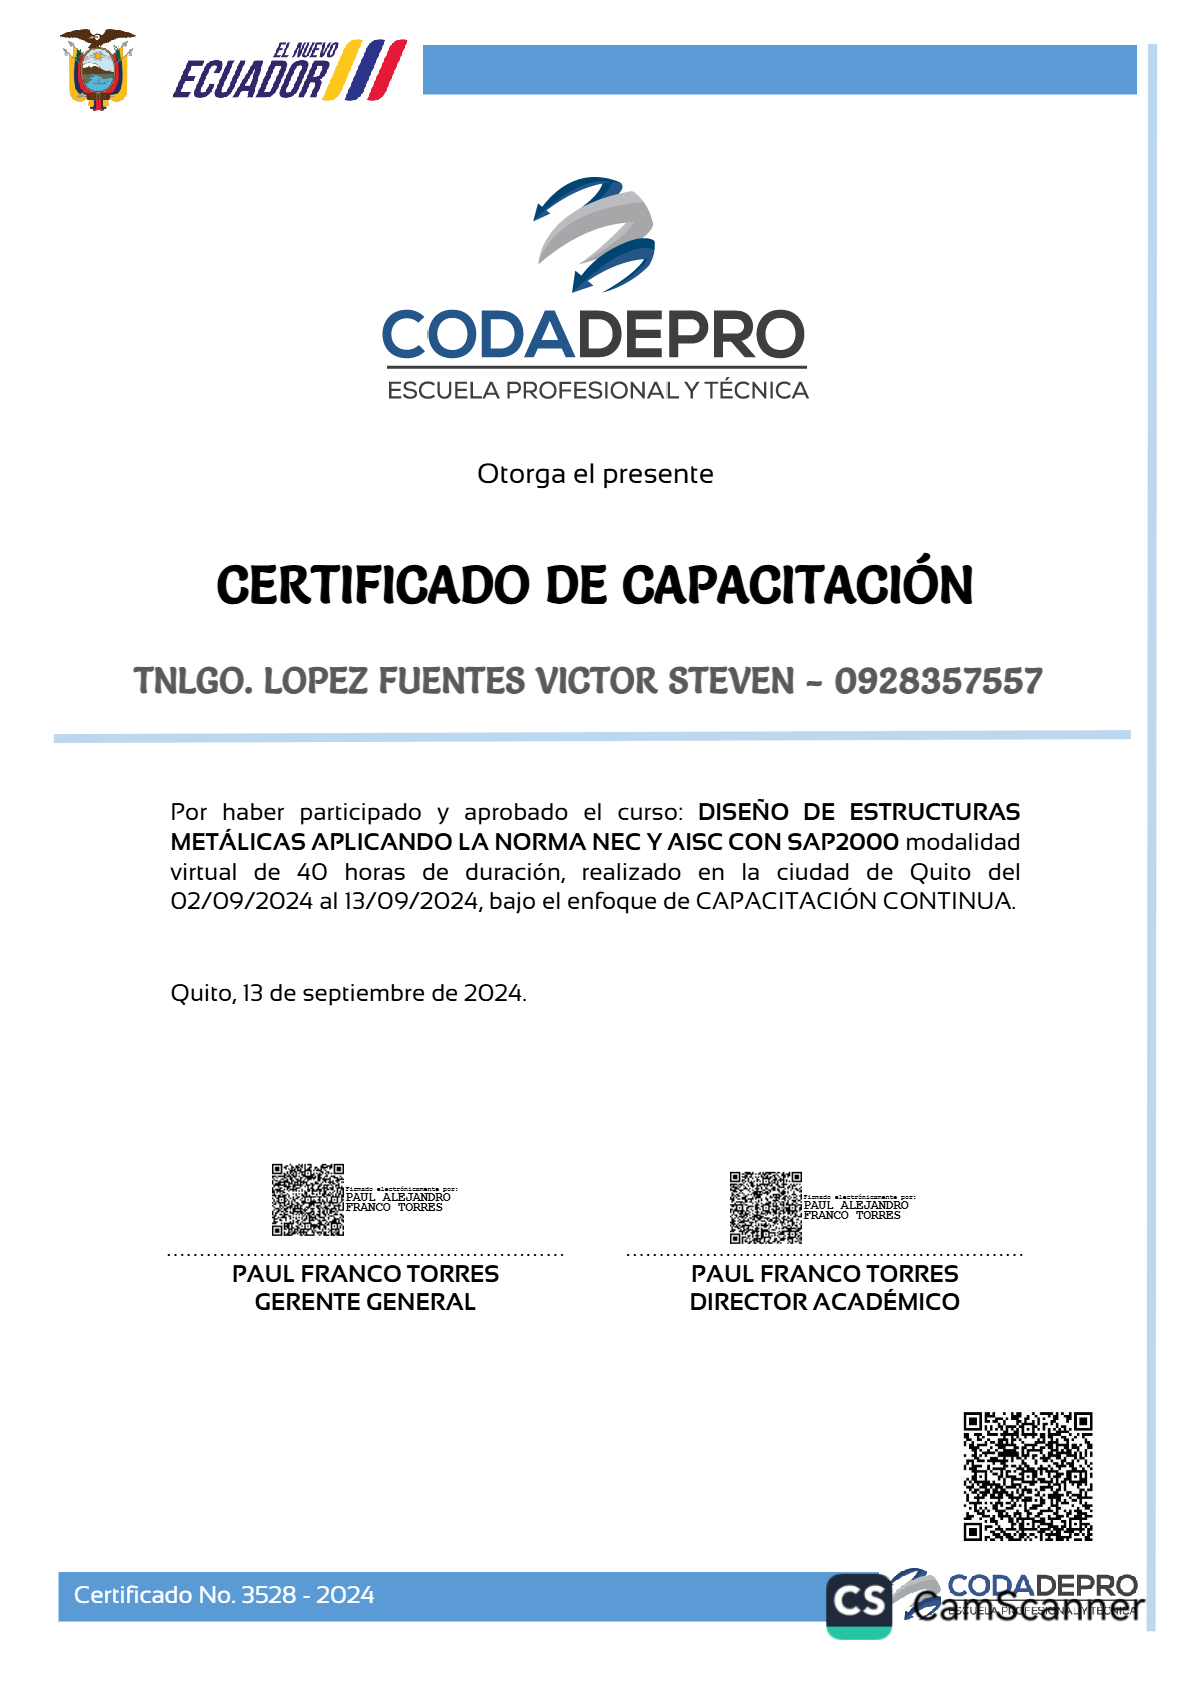 EL NUEVO
ECUADOR
CODADEPRO
ESCUELA PROFESIONAL Y TÉCNICA
Otorga el presente
CERTIFICADO DE CAPACITACIÓN
TNLGO. LOPEZ FUENTES VICTOR STEVEN - 0928357557
Por haber participado y aprobado el curso: DISEÑO DE ESTRUCTURAS
METÁLICAS APLICANDO LA NORMA NEC Y AISC CON SAP2000 modalidad
virtual de 40 horas de duración, realizado en la ciudad de Quito del
02/09/2024 al 13/09/2024, bajo el enfoque de CAPACITACIÓN CONTINUA.
Quito, 13 de septiembre de 2024.
Firmado electrónicamente por:
PAUL ALEJANDRO
FRANCO TORRES
PAUL FRANCO TORRES
GERENTE GENERAL
Firmado electrónicamente por:
PAUL ALEJANDRO
FRANCO TORRES
PAUL FRANCO TORRES
DIRECTOR ACADÉMICO
Certificado No. 3528 - 2024
CODADEPRO
ESCUELA PROFESIONAL Y TÉCNICA
CS CamScanner